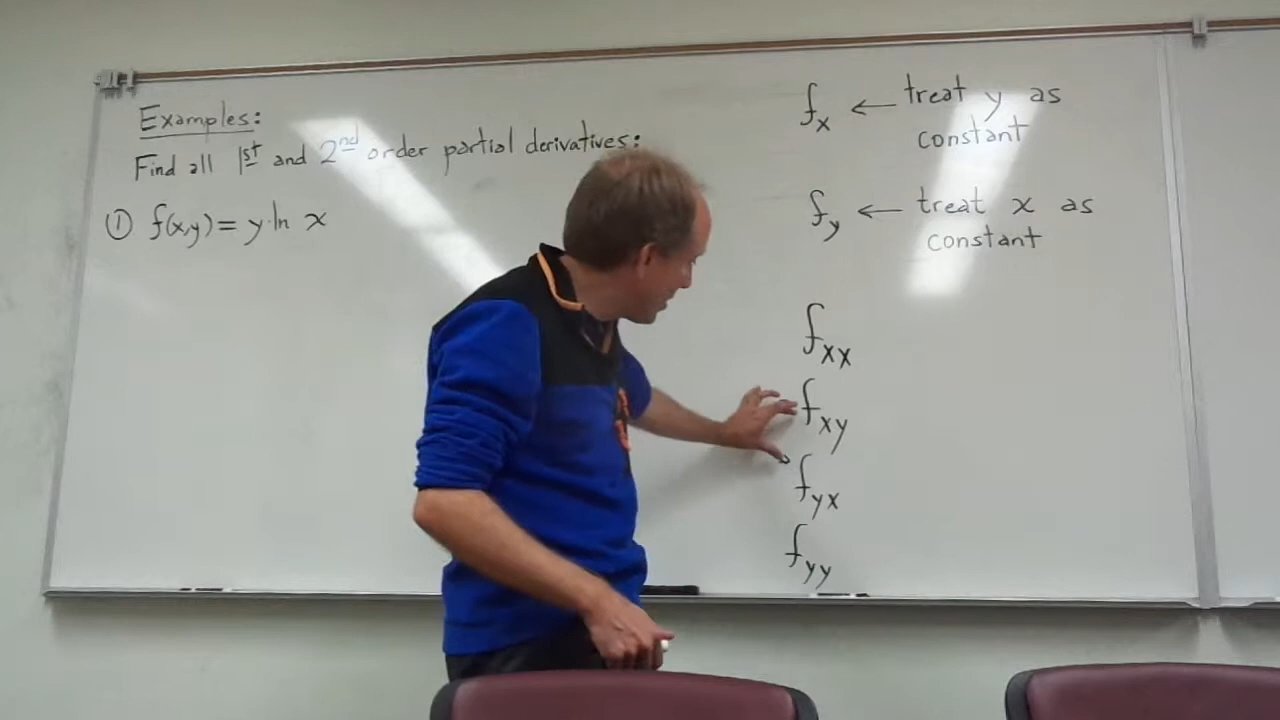 Examples:
Find all 1st and 2nd order partial derivatives:
① f(x,y) = y·ln x
fx ← treat y as
constant
fy ← treat x as
constant
fxx
fxy
fyx
fyy